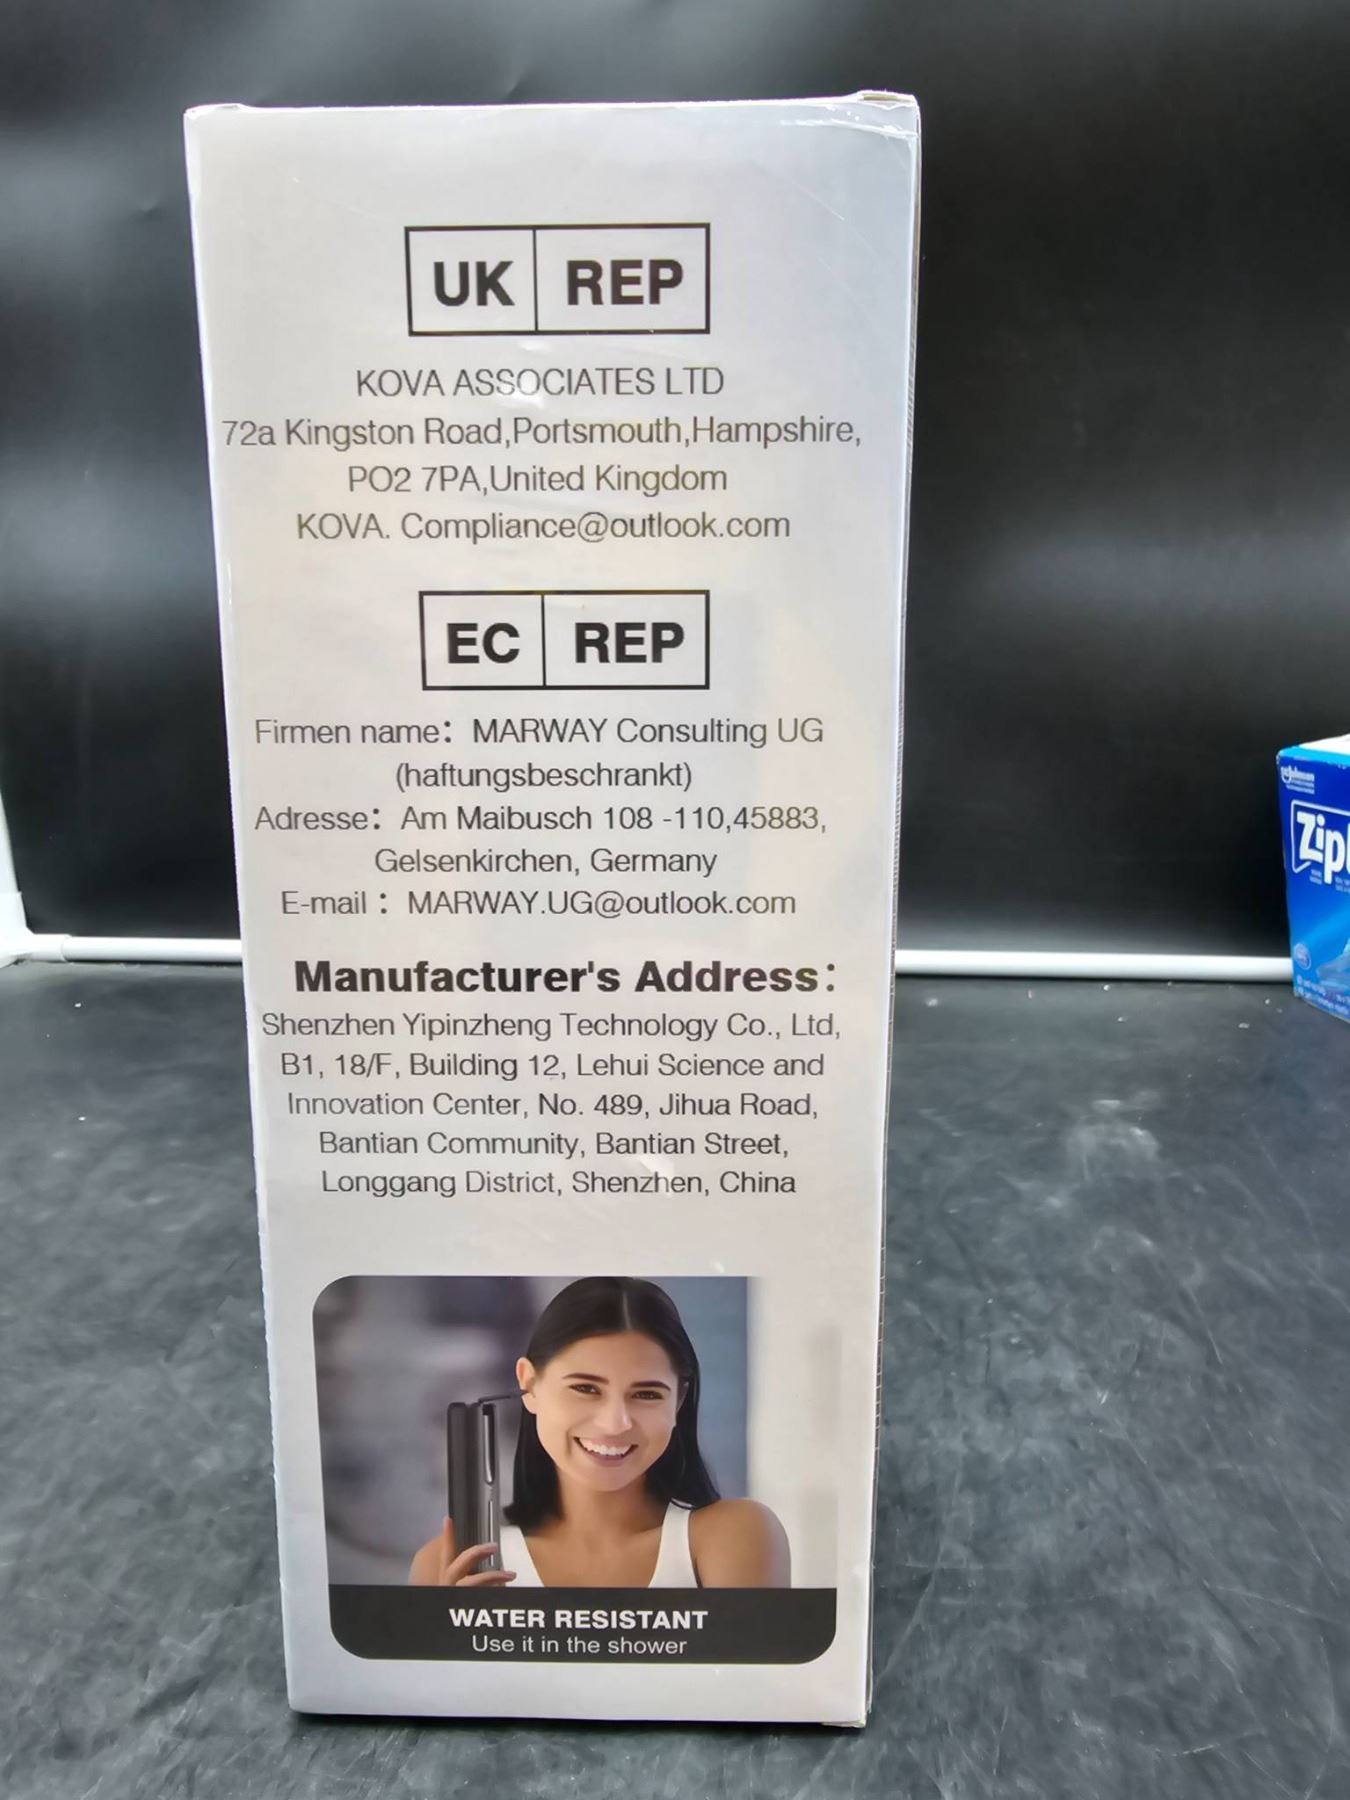 UK REP
KOVA ASSOCIATES LTD
72a Kingston Road,Portsmouth,Hampshire,
PO2 7PA,United Kingdom
KOVA. Compliance@outlook.com
EC REP
Firmen name： MARWAY Consulting UG
(haftungsbeschrankt)
Adresse： Am Maibusch 108 -110,45883,
Gelsenkirchen, Germany
E-mail： MARWAY.UG@outlook.com
Manufacturer's Address：
Shenzhen Yipinzheng Technology Co., Ltd,
B1, 18/F, Building 12, Lehui Science and
Innovation Center, No. 489, Jihua Road,
Bantian Community, Bantian Street,
Longgang District, Shenzhen, China
WATER RESISTANT
Use it in the shower
Johnson
Zip